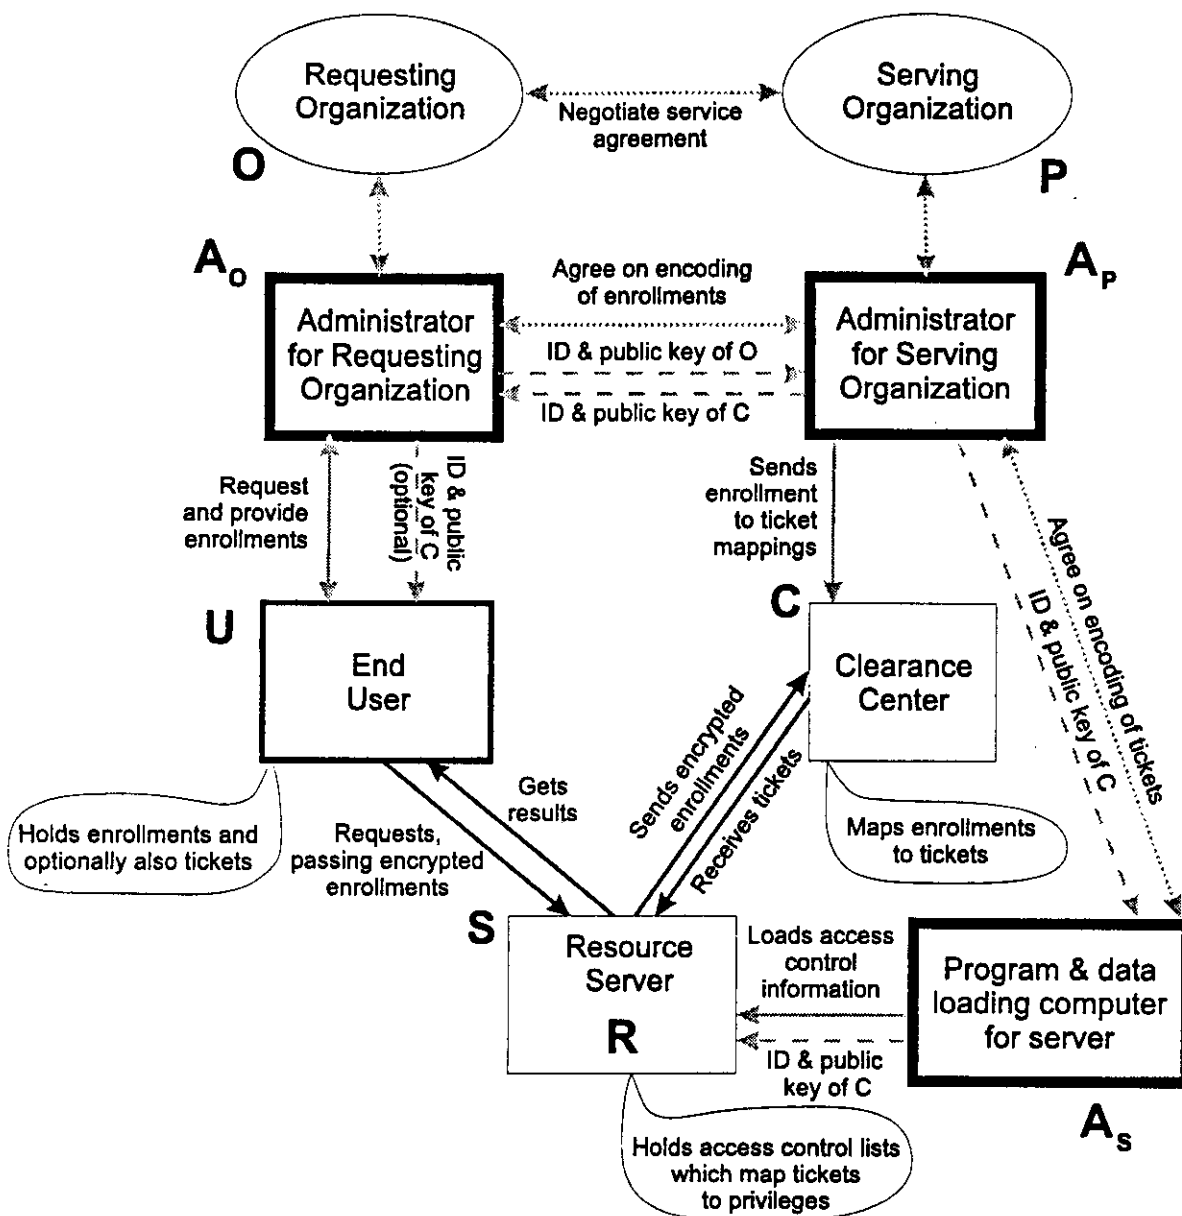 Requesting
Organization
Serving
Organization
Negotiate service
agreement
O
P
A_O
A_P
Agree on encoding
of enrollments
Administrator
for Requesting
Organization
ID & public key of O
ID & public key of C
Administrator
for Serving
Organization
Request
and provide
enrollments
ID & public
key of C
(optional)
Sends
enrollment
to ticket
mappings
Agree on encoding of tickets
ID & public key of C
U
End
User
C
Clearance
Center
Holds enrollments and
optionally also tickets
Gets
results
Requests,
passing encrypted
enrollments
Sends encrypted
enrollments
Receives tickets
Maps enrollments
to tickets
S
Resource
Server
R
Loads access
control
information
ID & public
key of C
Program & data
loading computer
for server
A_S
Holds access control lists
which map tickets
to privileges